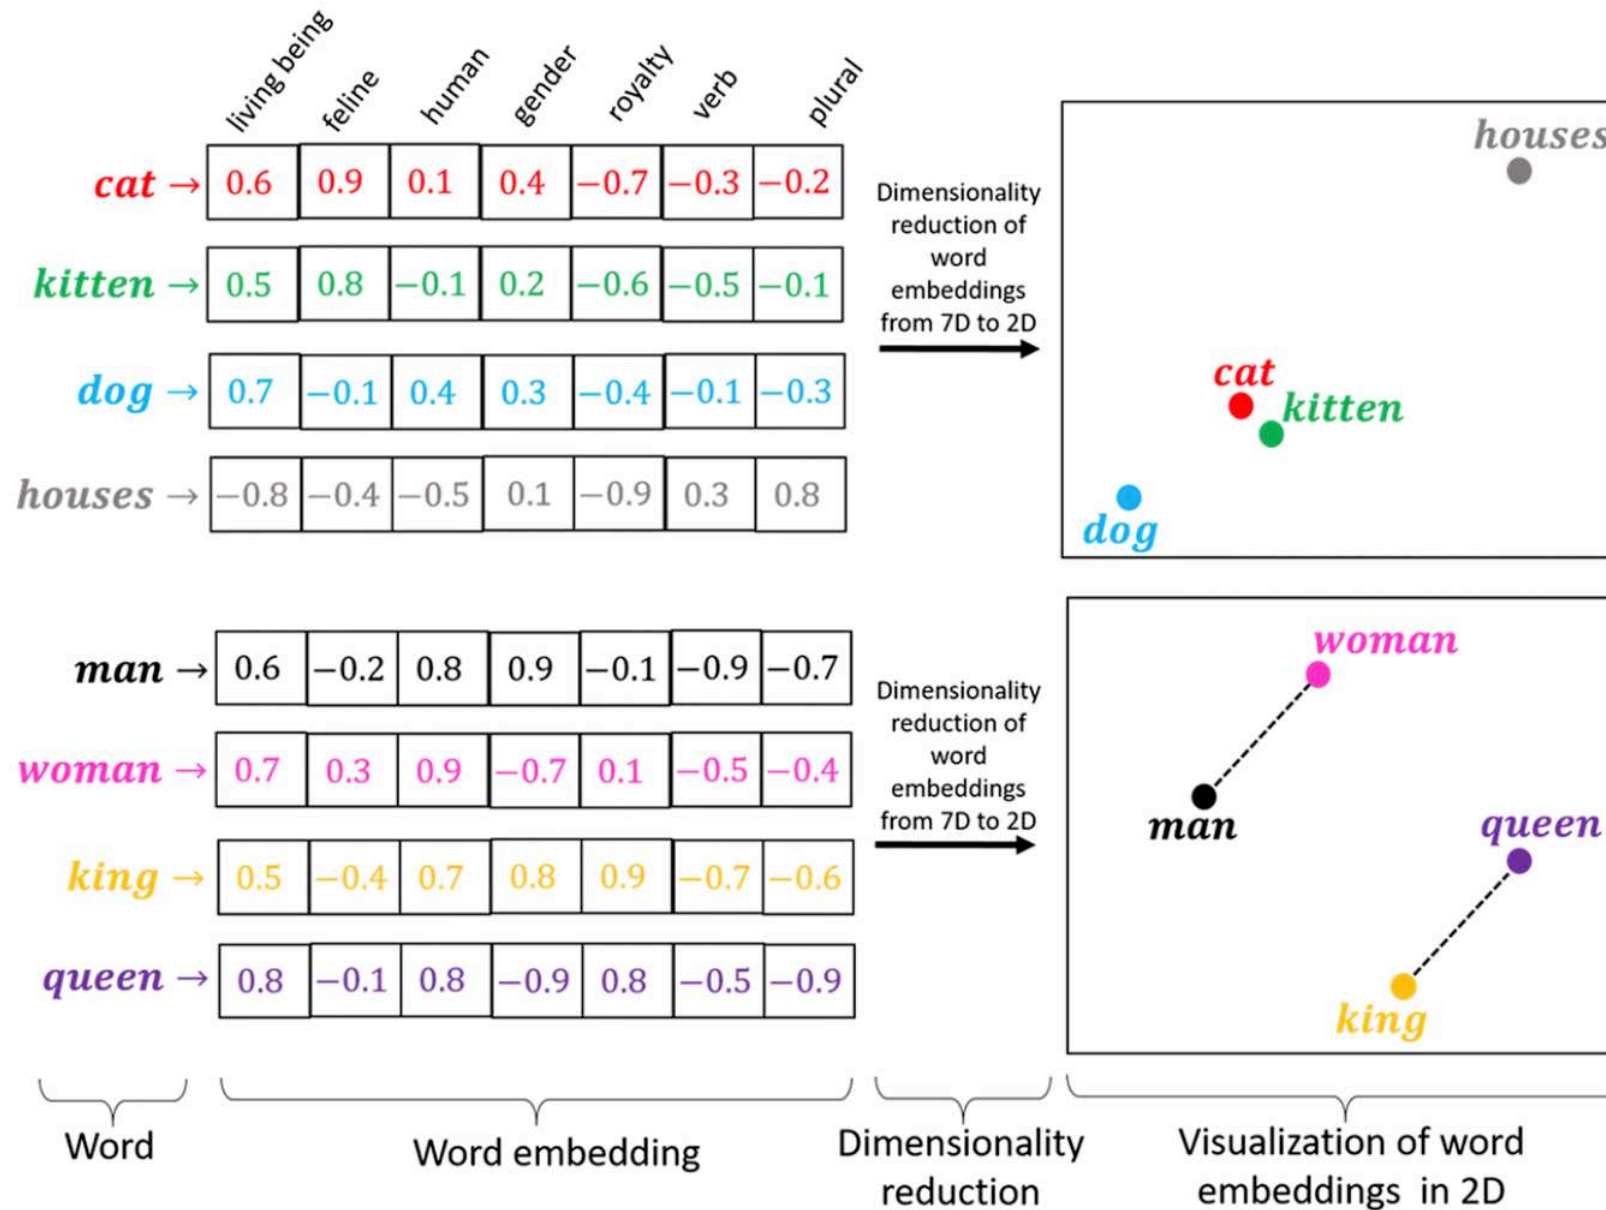 living being feline human gender royalty verb plural
cat → 0.6 0.9 0.1 0.4 −0.7 −0.3 −0.2
kitten → 0.5 0.8 −0.1 0.2 −0.6 −0.5 −0.1
dog → 0.7 −0.1 0.4 0.3 −0.4 −0.1 −0.3
houses → −0.8 −0.4 −0.5 0.1 −0.9 0.3 0.8
Dimensionality
reduction of
word
embeddings
from 7D to 2D
houses
cat
kitten
dog
man → 0.6 −0.2 0.8 0.9 −0.1 −0.9 −0.7
woman → 0.7 0.3 0.9 −0.7 0.1 −0.5 −0.4
king → 0.5 −0.4 0.7 0.8 0.9 −0.7 −0.6
queen → 0.8 −0.1 0.8 −0.9 0.8 −0.5 −0.9
Dimensionality
reduction of
word
embeddings
from 7D to 2D
woman
man
queen
king
Word
Word embedding
Dimensionality
reduction
Visualization of word
embeddings in 2D